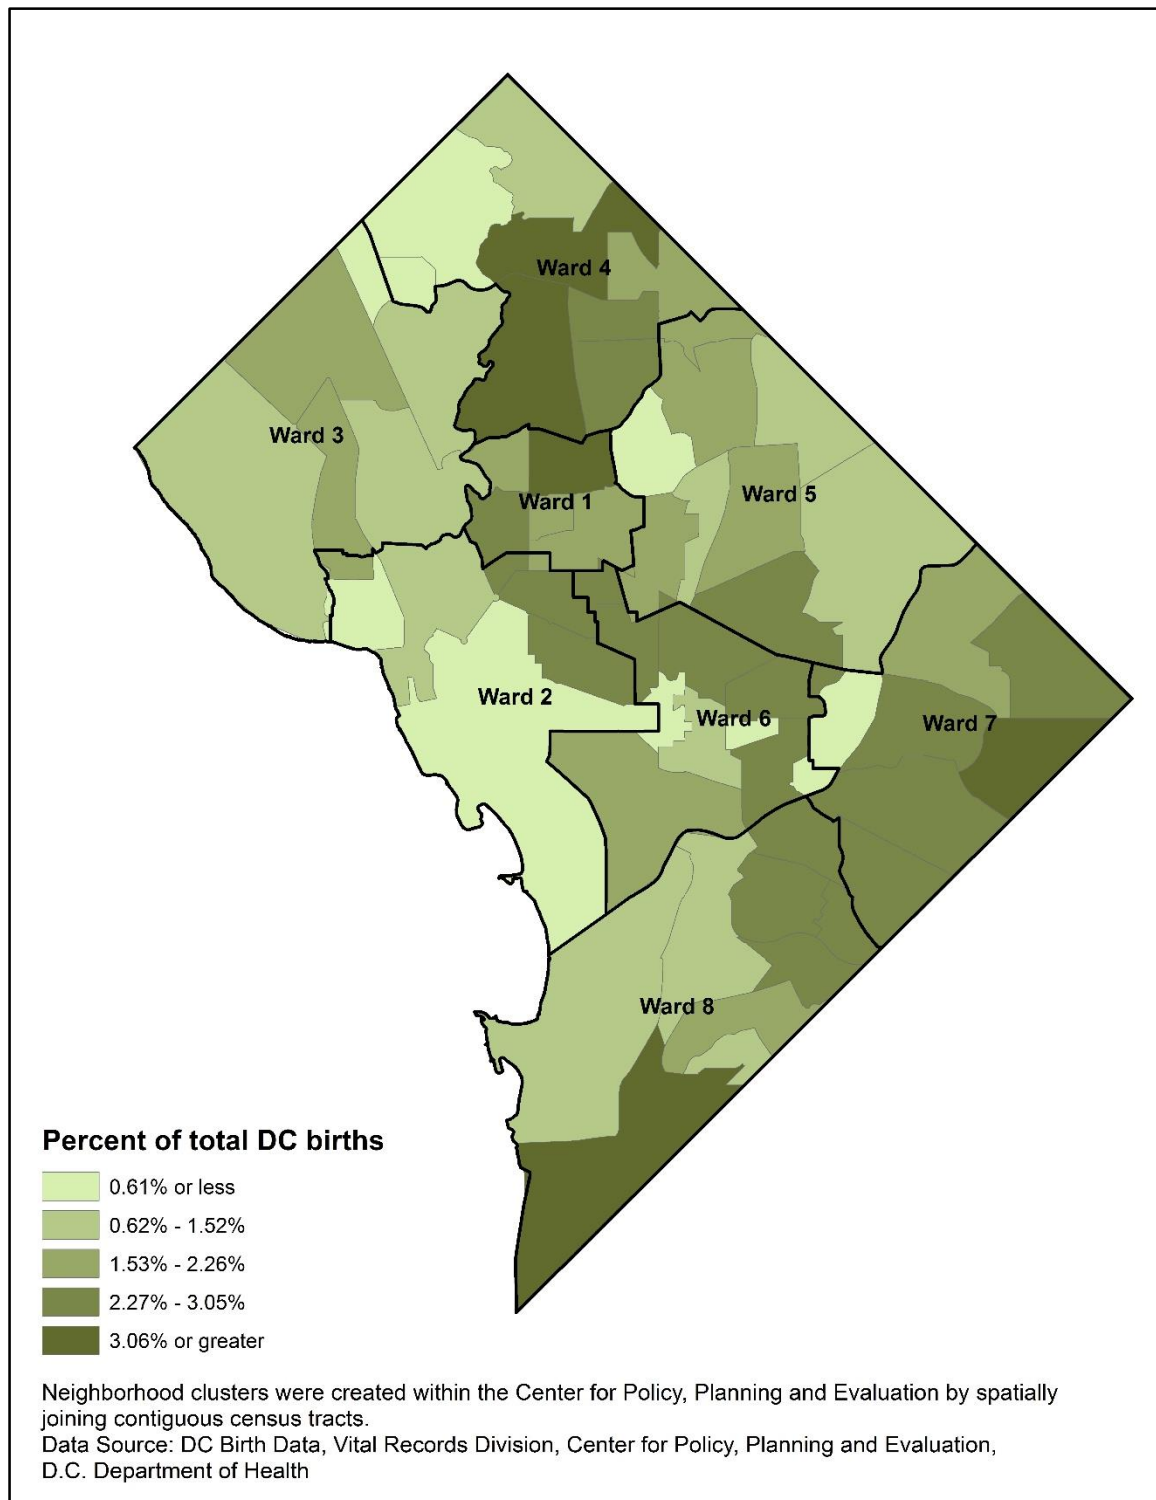 Ward 4
Ward 3
Ward 5
Ward 1
Ward 2
Ward 6
Ward 7
Ward 8
Percent of total DC births
0.61% or less
0.62% - 1.52%
1.53% - 2.26%
2.27% - 3.05%
3.06% or greater
Neighborhood clusters were created within the Center for Policy, Planning and Evaluation by spatially
joining contiguous census tracts.
Data Source: DC Birth Data, Vital Records Division, Center for Policy, Planning and Evaluation,
D.C. Department of Health